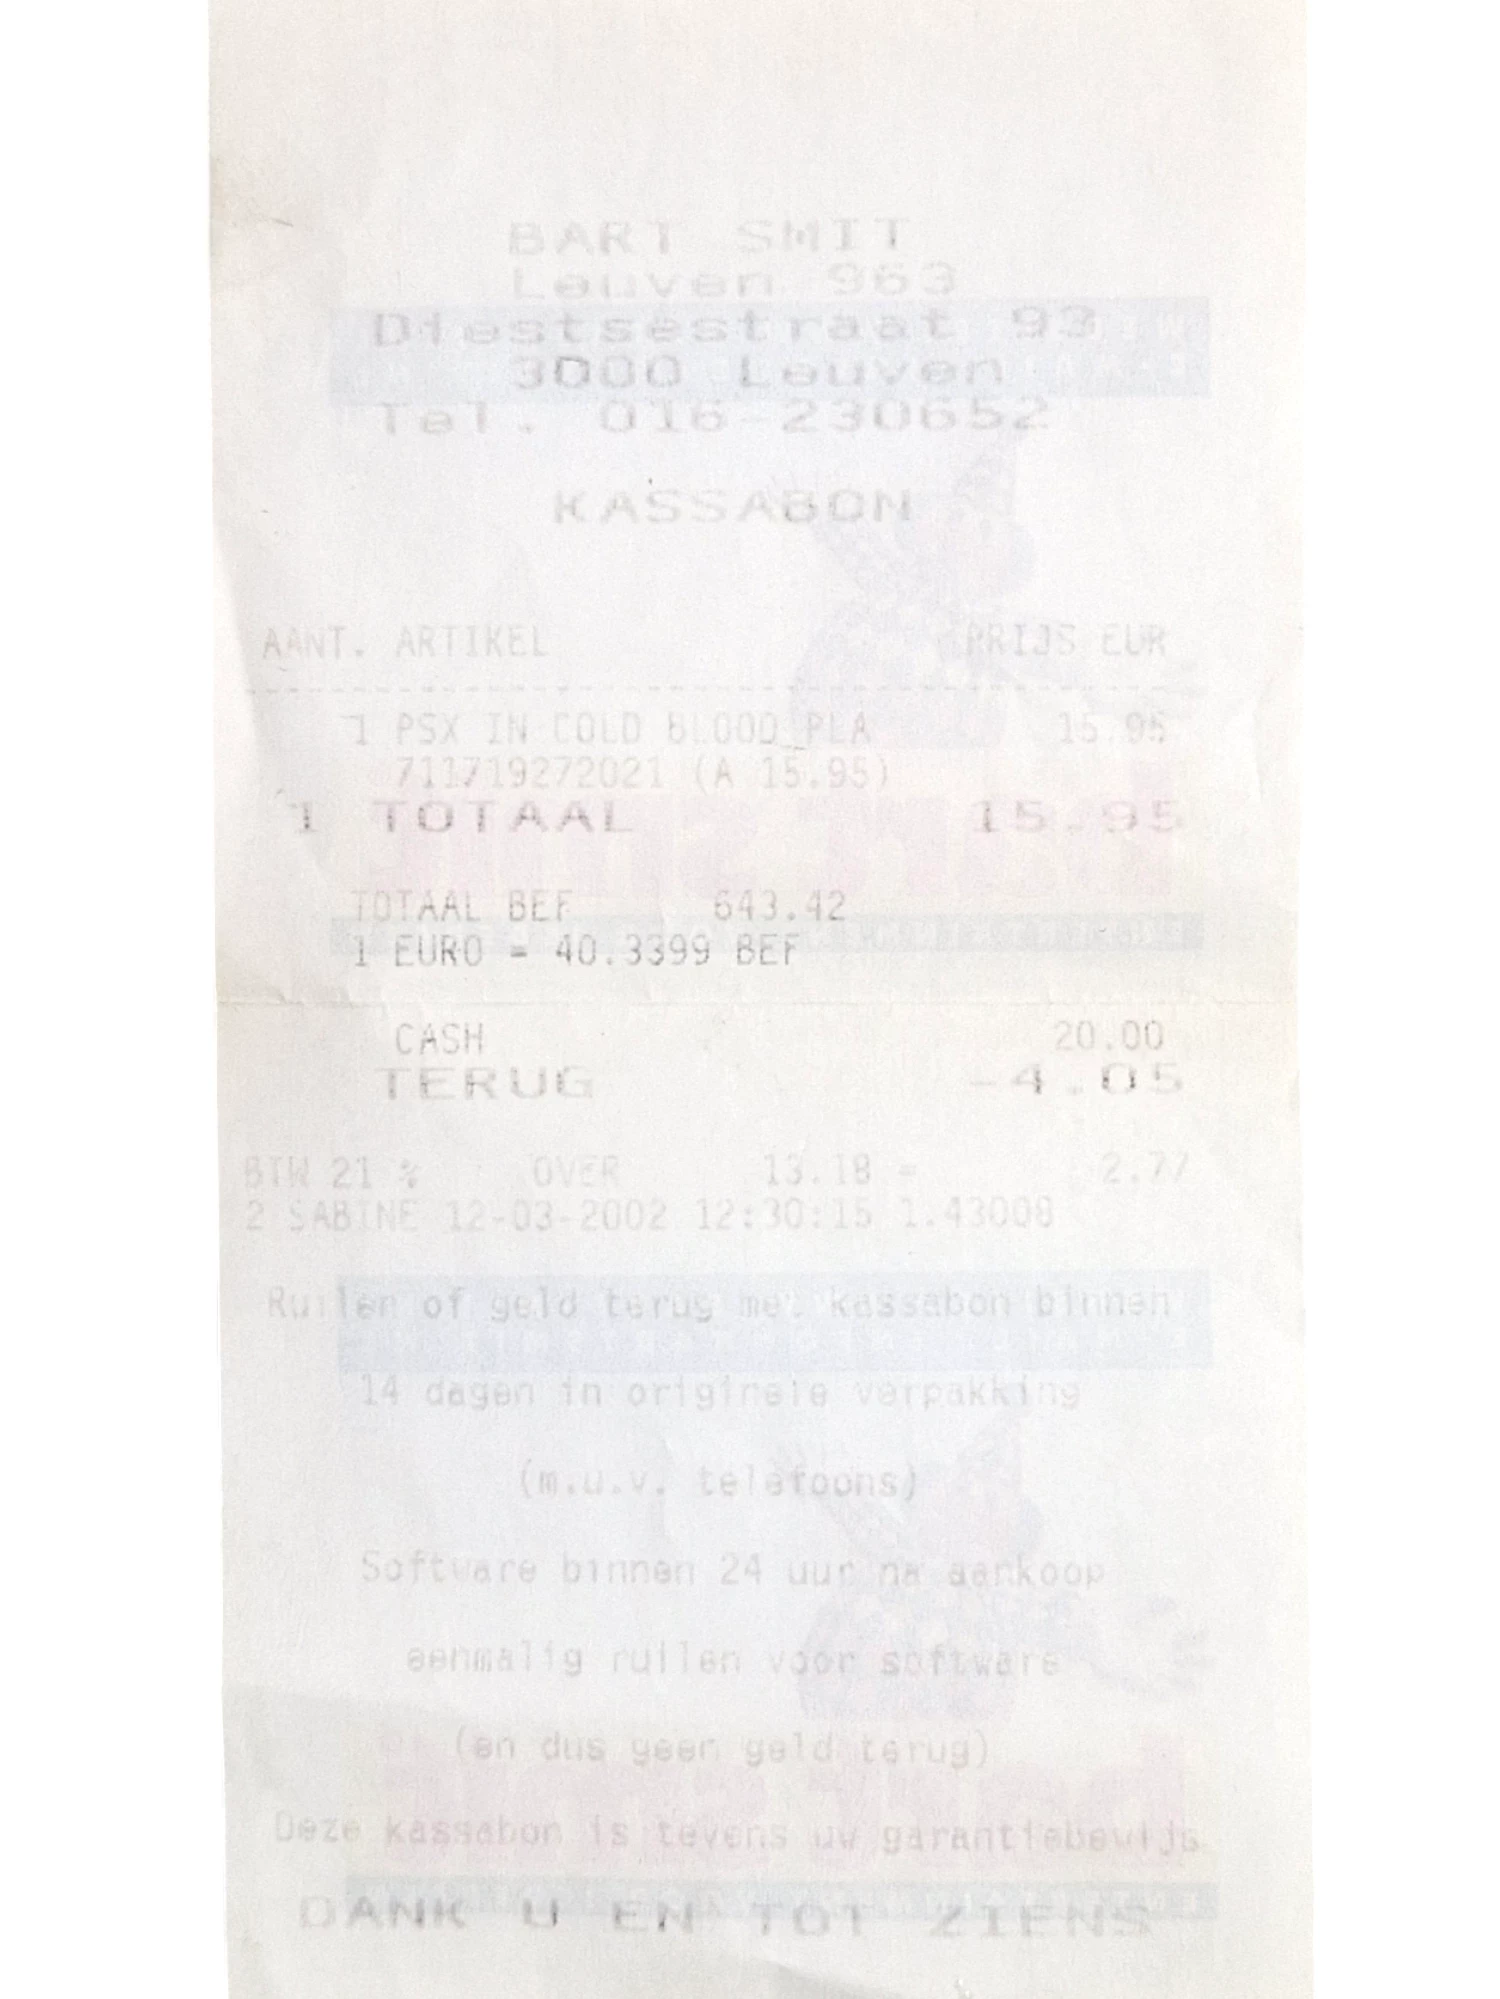 BART SMIT
Leuven 963
Diestsestraat 93
3000 Leuven
Tel. 016-230652
KASSABON
AANT. ARTIKEL PRIJS EUR
1 PSX IN COLD BLOOD PLA 15.95
711719272021 (A 15.95)
1 TOTAAL 15.95
TOTAAL BEF 643.42
1 EURO = 40.3399 BEF
CASH 20.00
TERUG -4.05
BTW 21 % OVER 13.18 = 2.77
2 SABINE 12-03-2002 12:30:15 1.43008
Ruilen of geld terug met kassabon binnen
14 dagen in originele verpakking
(m.u.v. telefoons)
Software binnen 24 uur na aankoop
eenmalig ruilen voor software
(en dus geen geld terug)
Deze kassabon is tevens uw garantiebewijs
DANK U EN TOT ZIENS